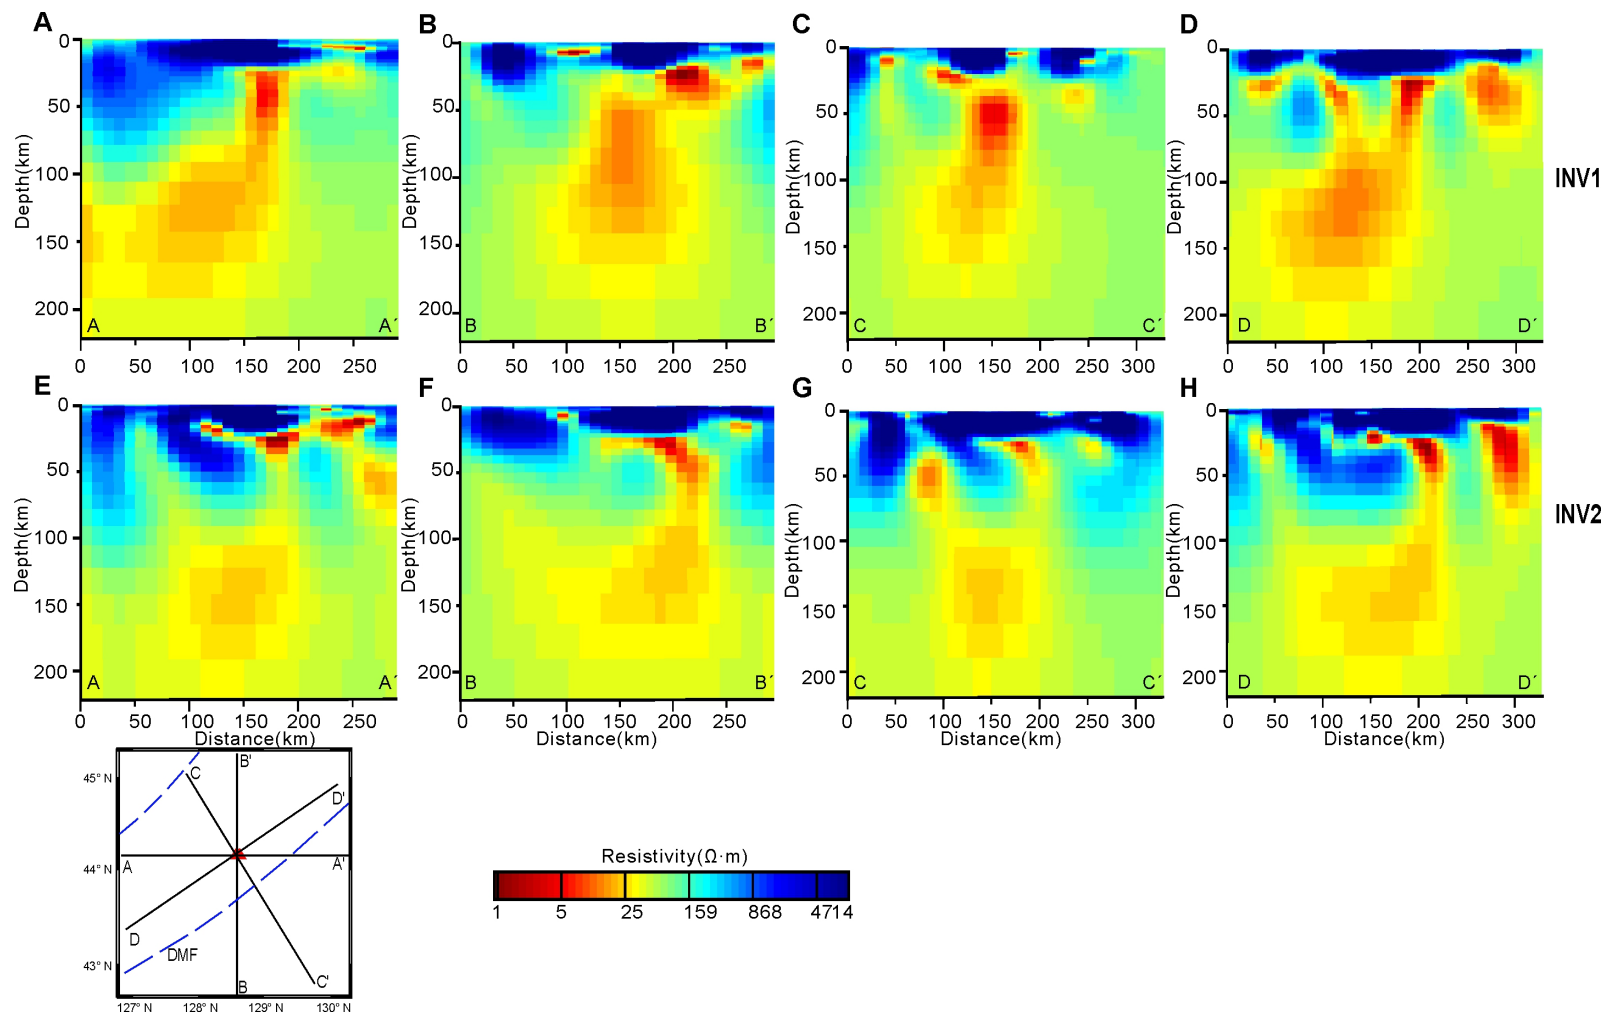 A B C D
0 0 0 0
50 50 50 50
100 100 100 100
150 150 150 150
200 200 200 200
Depth(km) Depth(km) Depth(km) Depth(km)
INV1
A A´ B B´ C C´ D D´
0 50 100 150 200 250 0 50 100 150 200 250 0 50 100 150 200 250 300 0 50 100 150 200 250 300
E F G H
0 0 0 0
50 50 50 50
100 100 100 100
150 150 150 150
200 200 200 200
Depth(km) Depth(km) Depth(km) Depth(km)
INV2
A A´ B B´ C C´ D D´
0 50 100 150 200 250 0 50 100 150 200 250 0 50 100 150 200 250 300 0 50 100 150 200 250 300
Distance(km) Distance(km) Distance(km) Distance(km)
B'
C
45° N
D'
A A'
44° N
D
DMF
43° N
C'
B
127° N 128° N 129° N 130° N
Resistivity(Ω·m)
1 5 25 159 868 4714